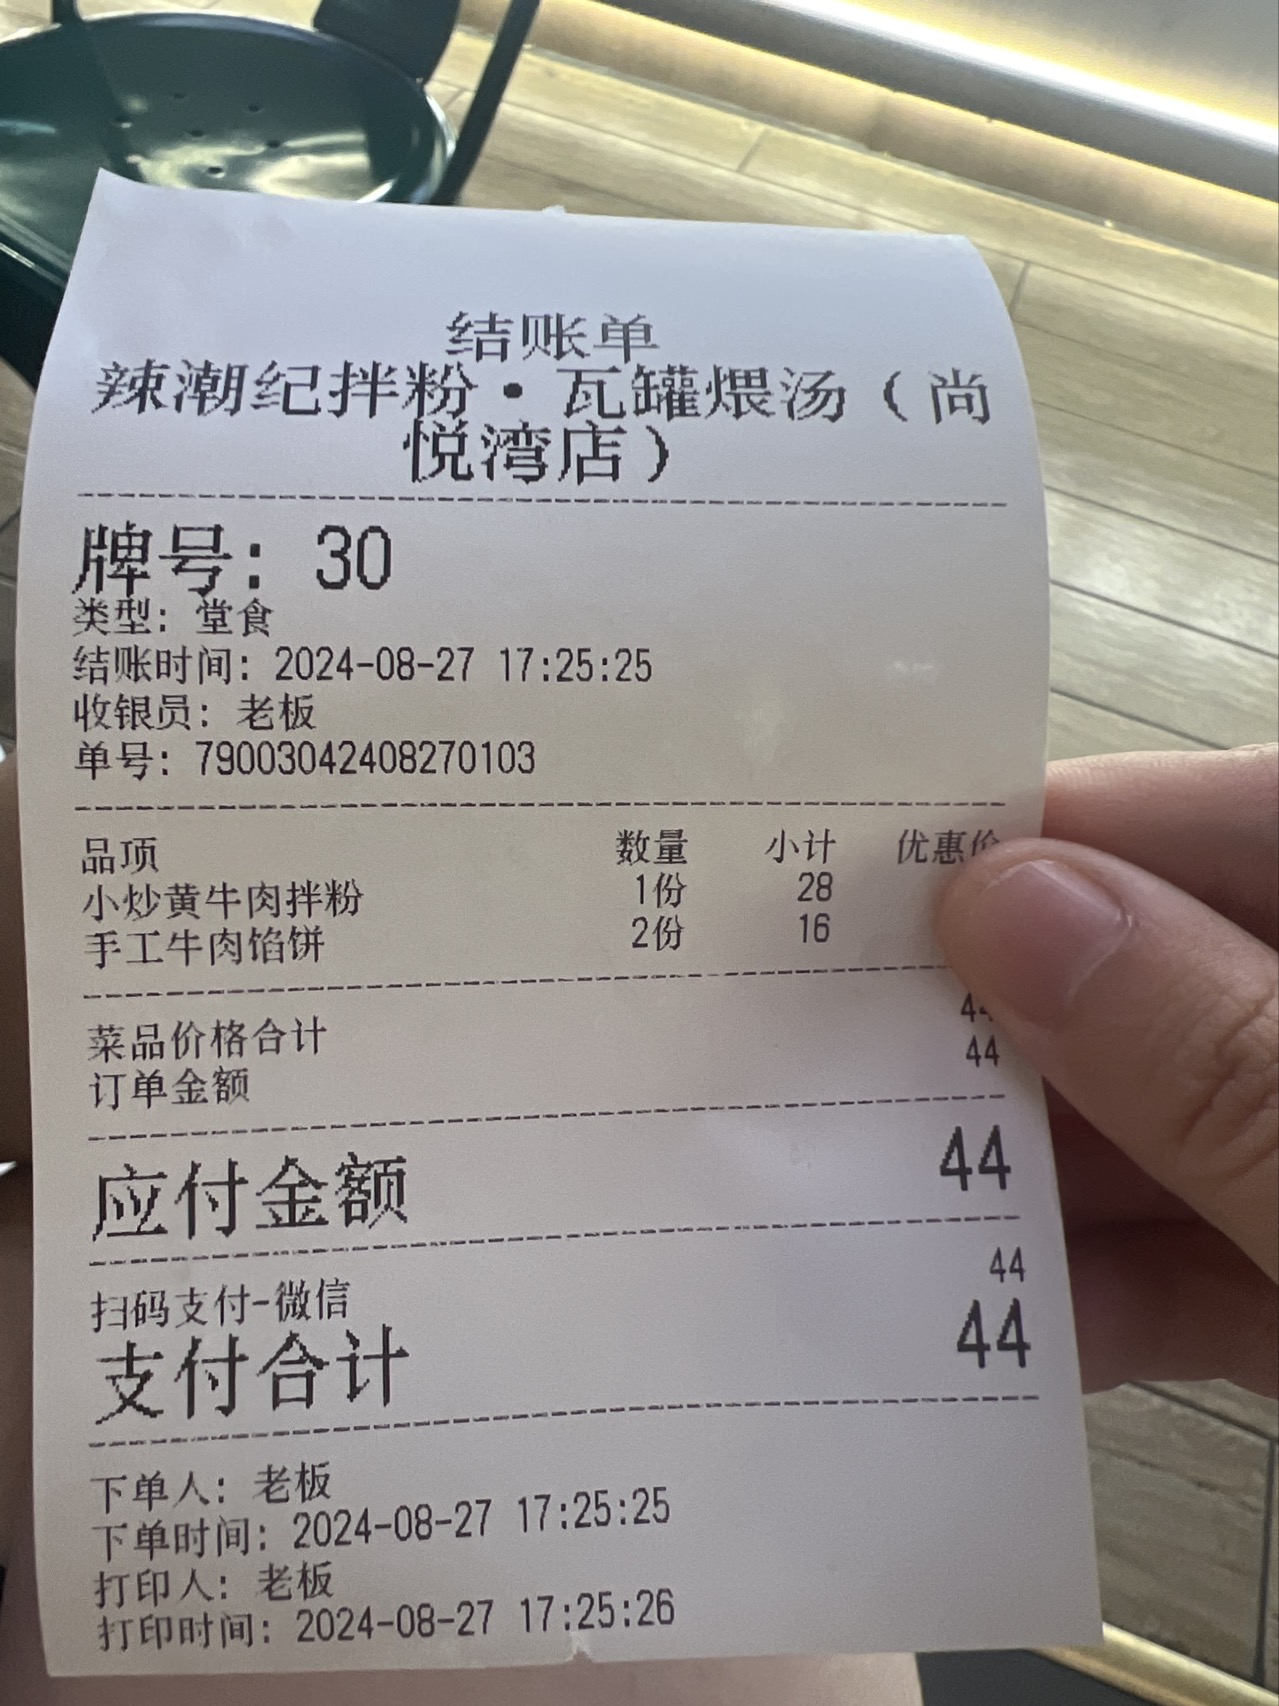 结账单
辣潮纪拌粉·瓦罐煨汤（尚
悦湾店）
牌号：30
类型：堂食
结账时间：2024-08-27 17:25:25
收银员：老板
单号：79003042408270103
品项 数量 小计 优惠价
小炒黄牛肉拌粉 1份 28
手工牛肉馅饼 2份 16
菜品价格合计 44
订单金额 44
应付金额 44
扫码支付-微信 44
支付合计 44
下单人：老板
下单时间：2024-08-27 17:25:25
打印人：老板
打印时间：2024-08-27 17:25:26